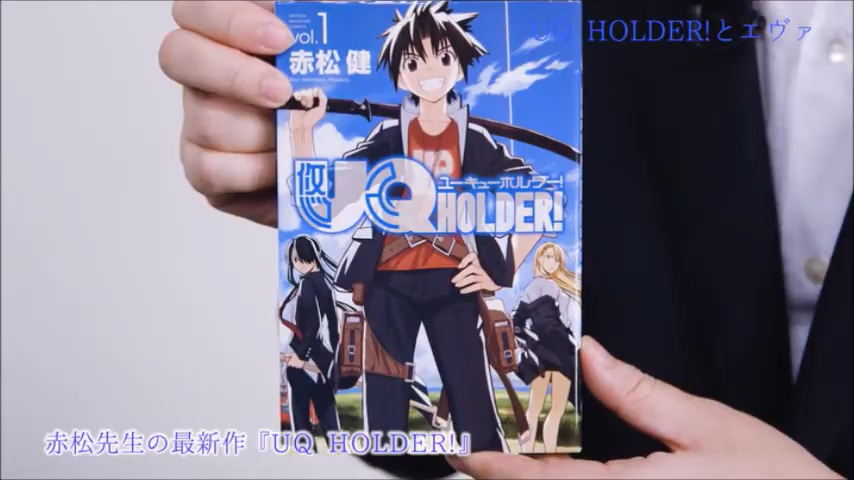 UQ HOLDER!とエヴァ
vol.1
赤松 健
悠
UQ
ユーキューホルダー!
HOLDER!
赤松先生の最新作『UQ HOLDER!』